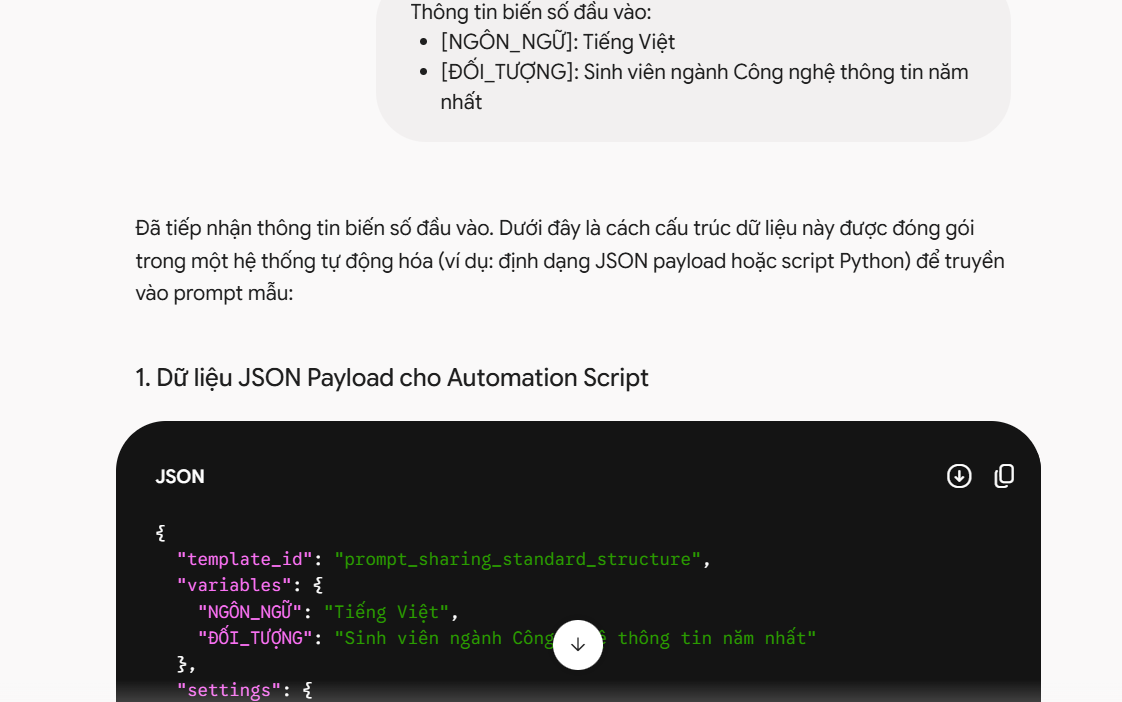 Thông tin biến số đầu vào:
• [NGÔN_NGỮ]: Tiếng Việt
• [ĐỐI_TƯỢNG]: Sinh viên ngành Công nghệ thông tin năm
nhất
Đã tiếp nhận thông tin biến số đầu vào. Dưới đây là cách cấu trúc dữ liệu này được đóng gói
trong một hệ thống tự động hóa (ví dụ: định dạng JSON payload hoặc script Python) để truyền
vào prompt mẫu:
1. Dữ liệu JSON Payload cho Automation Script
JSON
{
"template_id": "prompt_sharing_standard_structure",
"variables": {
"NGÔN_NGỮ": "Tiếng Việt",
"ĐỐI_TƯỢNG": "Sinh viên ngành Công thông tin năm nhất"
},
"settings": {